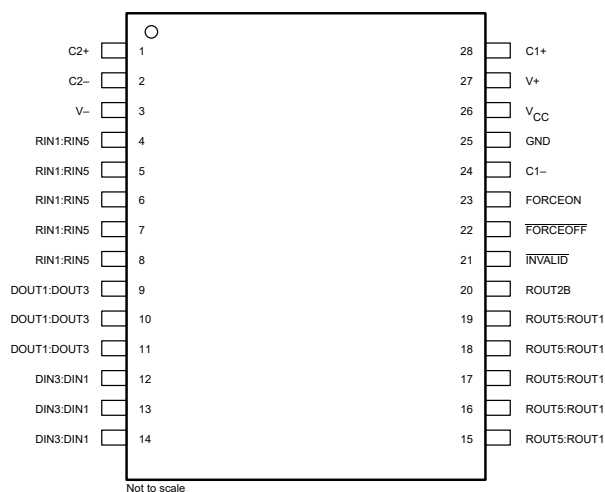 C2+ 1 28 C1+
C2– 2 27 V+
V– 3 26 VCC
RIN1:RIN5 4 25 GND
RIN1:RIN5 5 24 C1–
RIN1:RIN5 6 23 FORCEON
RIN1:RIN5 7 22 FORCEOFF
RIN1:RIN5 8 21 INVALID
DOUT1:DOUT3 9 20 ROUT2B
DOUT1:DOUT3 10 19 ROUT5:ROUT1
DOUT1:DOUT3 11 18 ROUT5:ROUT1
DIN3:DIN1 12 17 ROUT5:ROUT1
DIN3:DIN1 13 16 ROUT5:ROUT1
DIN3:DIN1 14 15 ROUT5:ROUT1
Not to scale